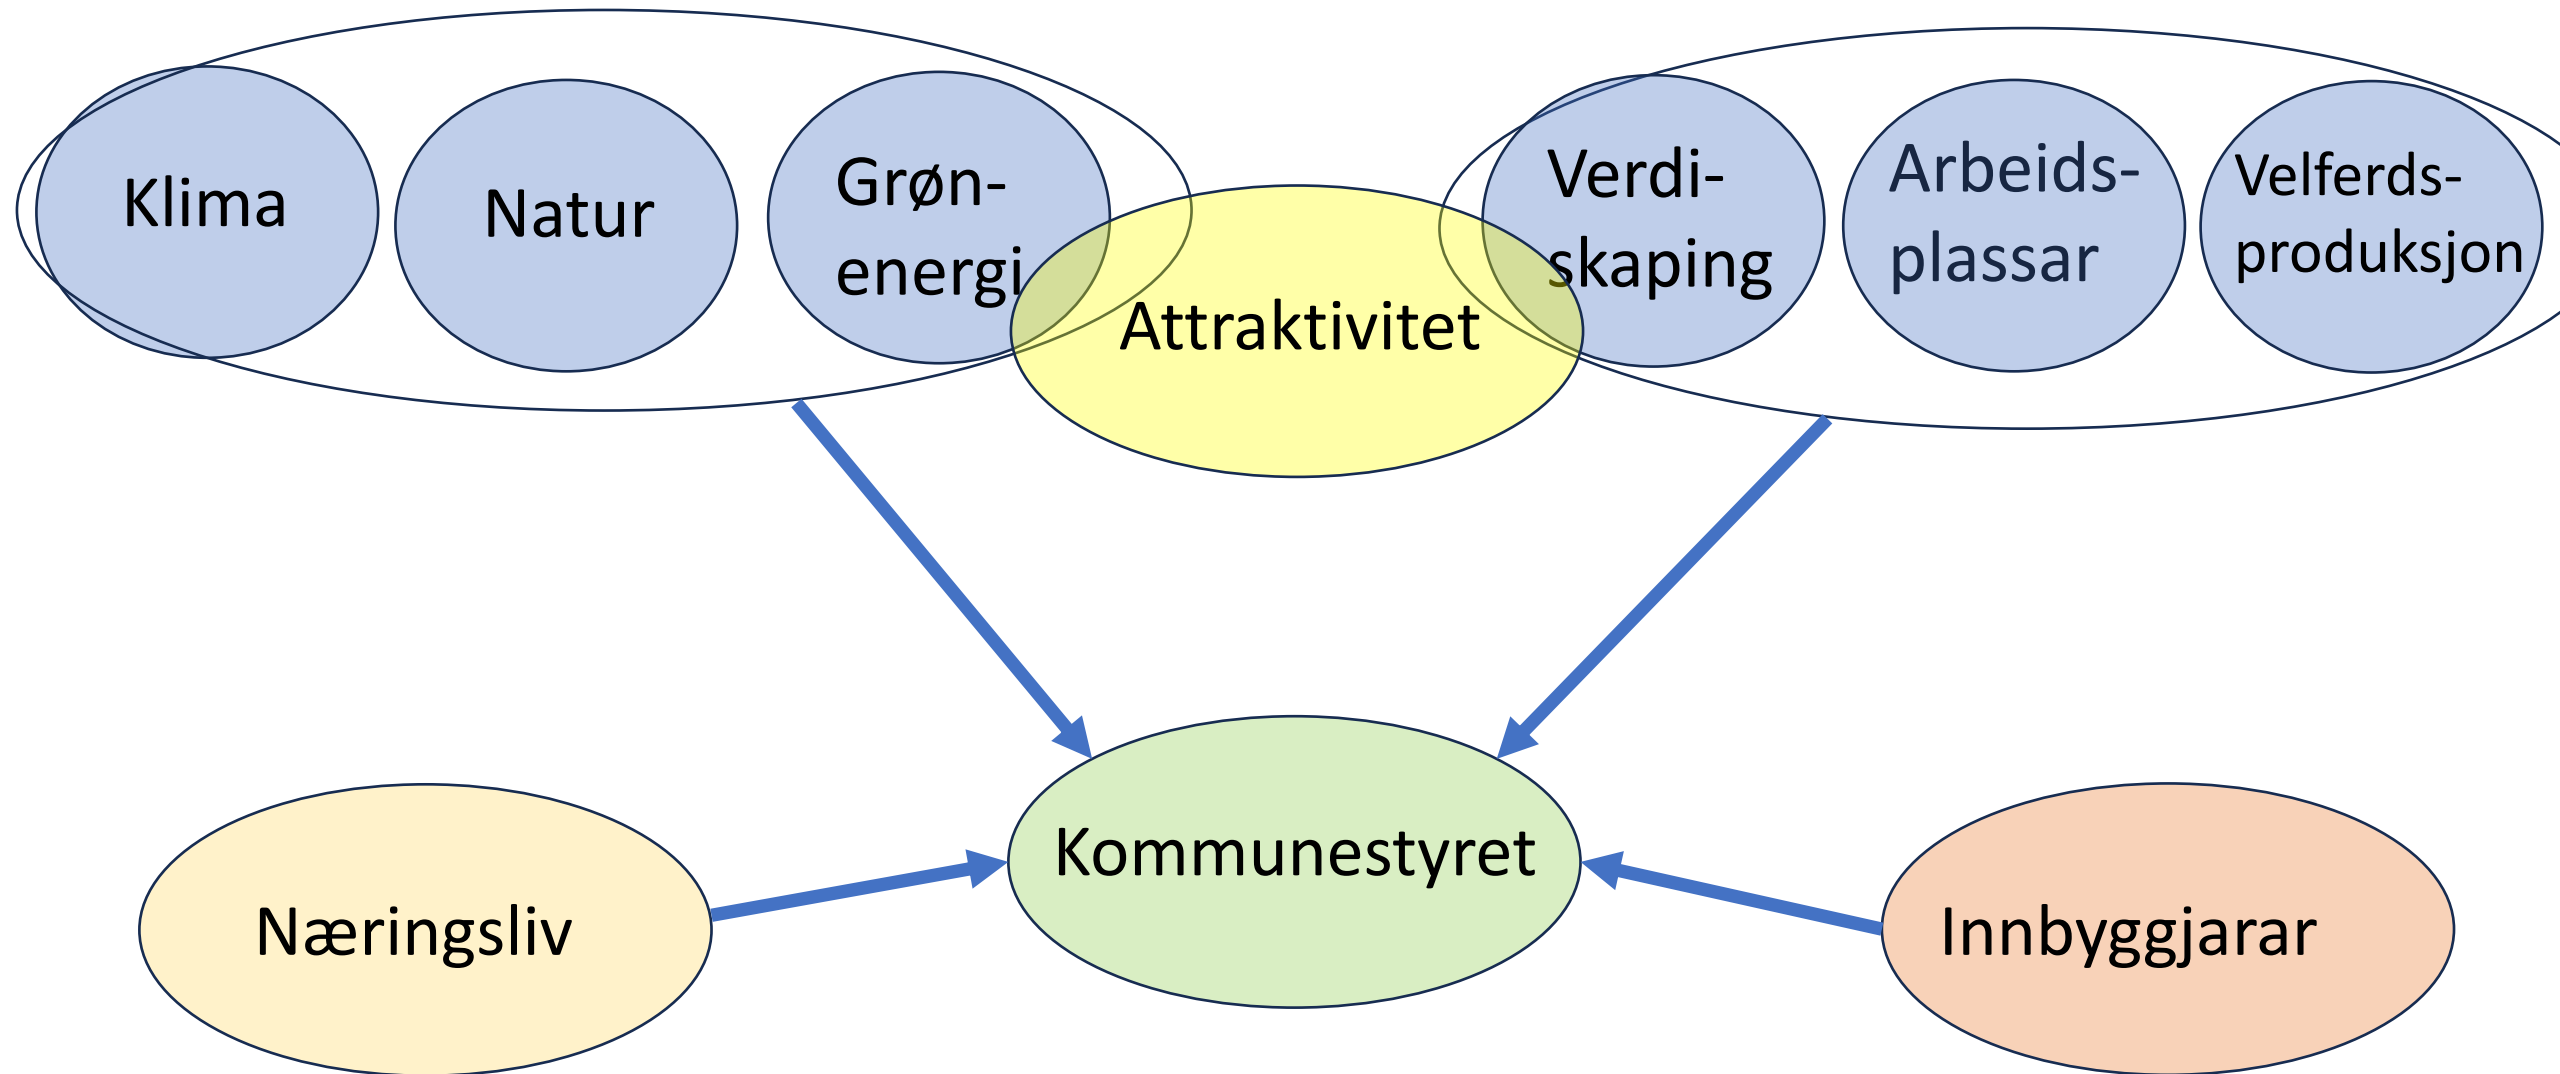 Klima
Natur
Grøn-
energi
Attraktivitet
Verdi-
skaping
Arbeids-
plassar
Velferds-
produksjon
Kommunestyret
Næringsliv
Innbyggjarar